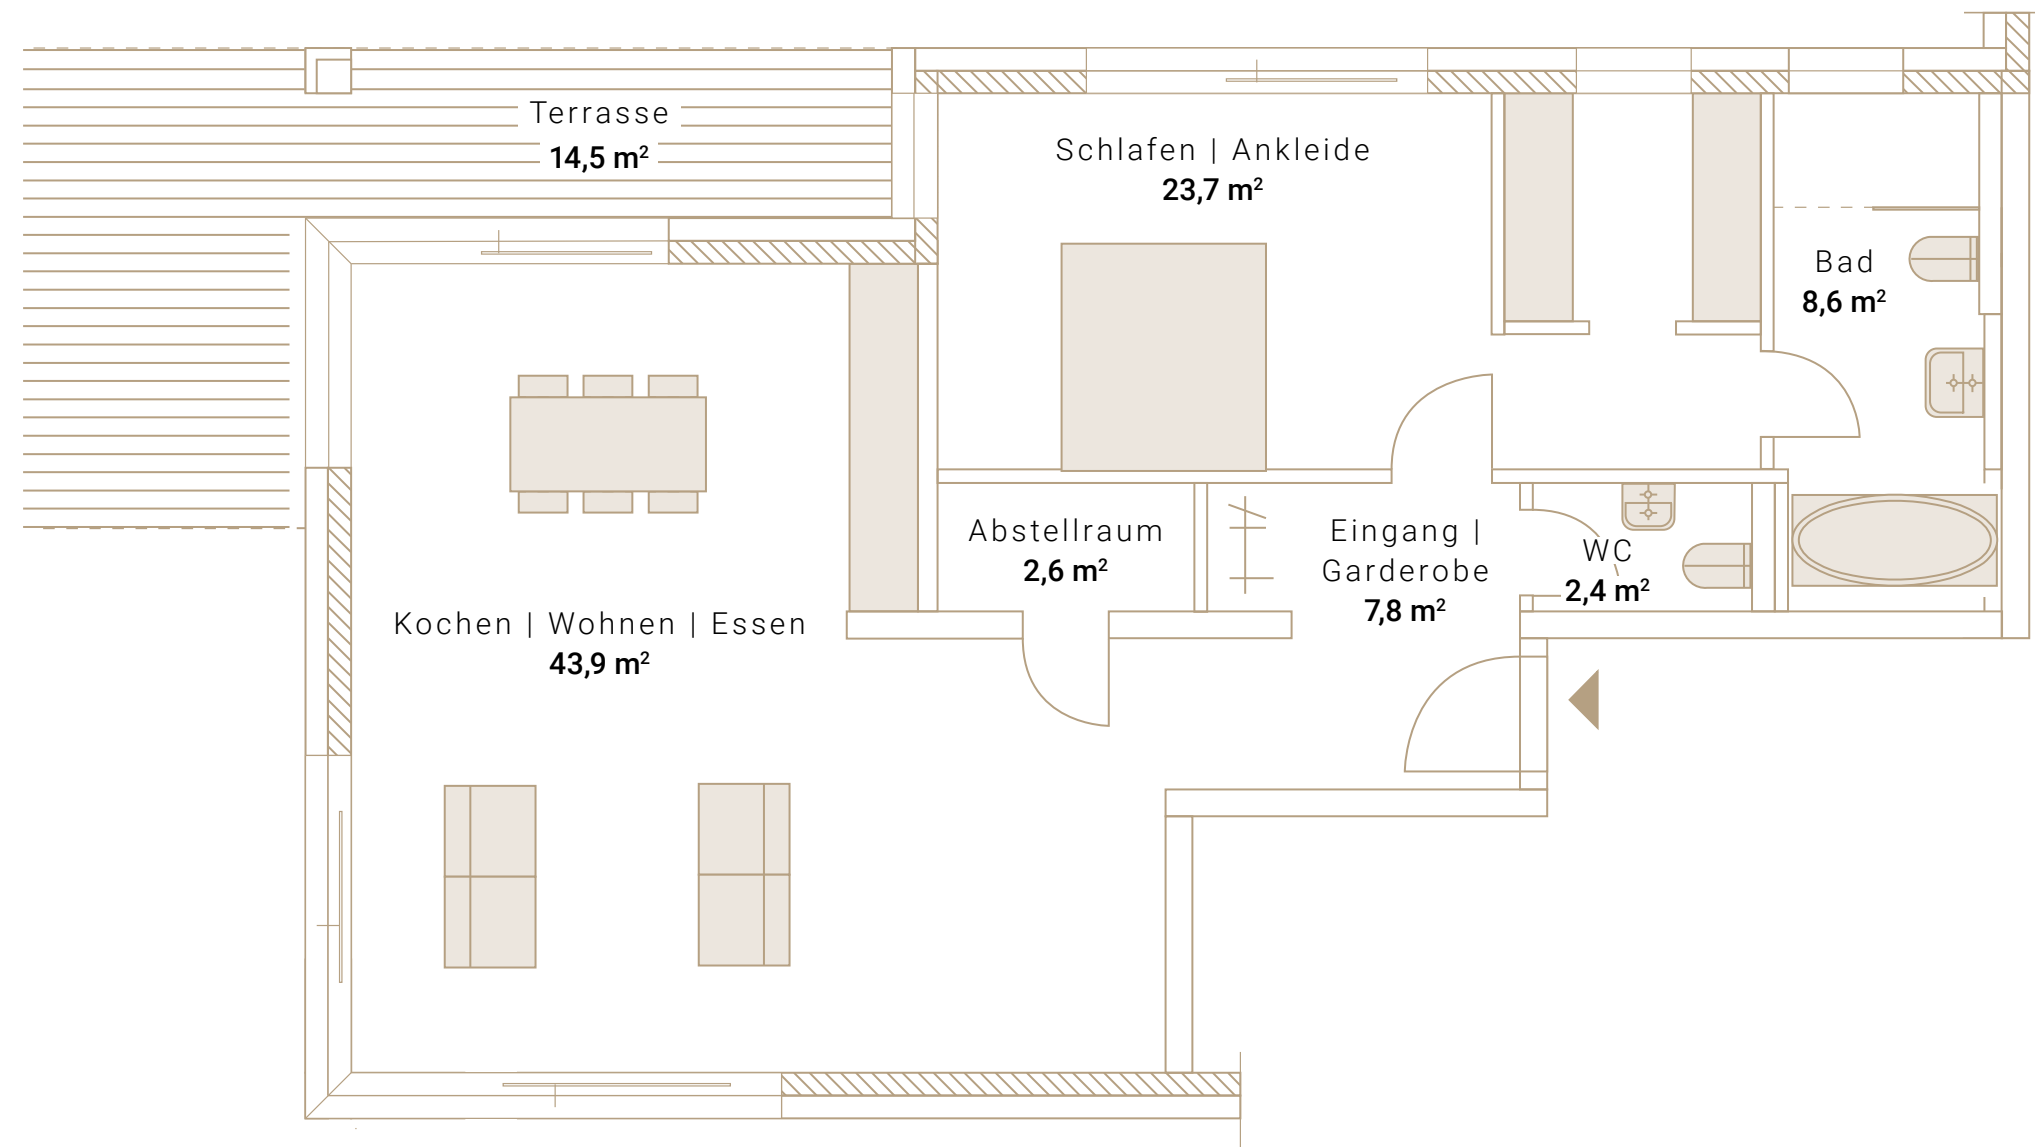 Terrasse
14,5 m²
Schlafen | Ankleide
23,7 m²
Bad
8,6 m²
Abstellraum
2,6 m²
Eingang |
Garderobe
7,8 m²
WC
2,4 m²
Kochen | Wohnen | Essen
43,9 m²